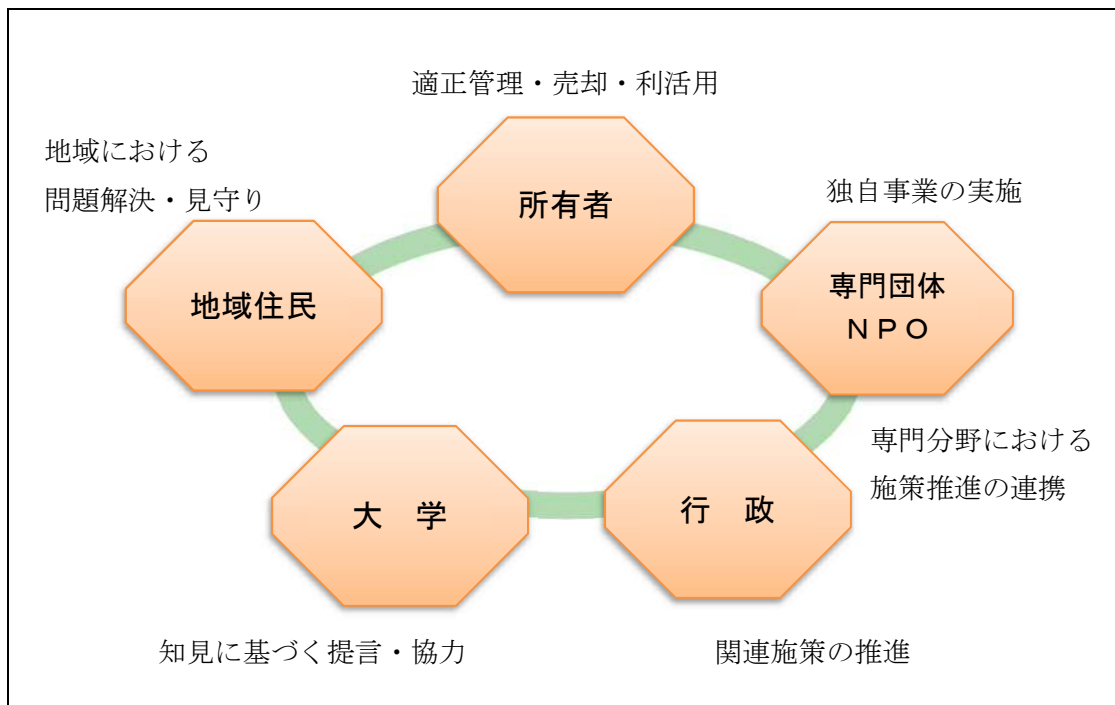 適正管理・売却・利活用
所有者
地域における
問題解決・見守り
地域住民
独自事業の実施
専門団体
ＮＰＯ
専門分野における
施策推進の連携
大　学
知見に基づく提言・協力
行　政
関連施策の推進